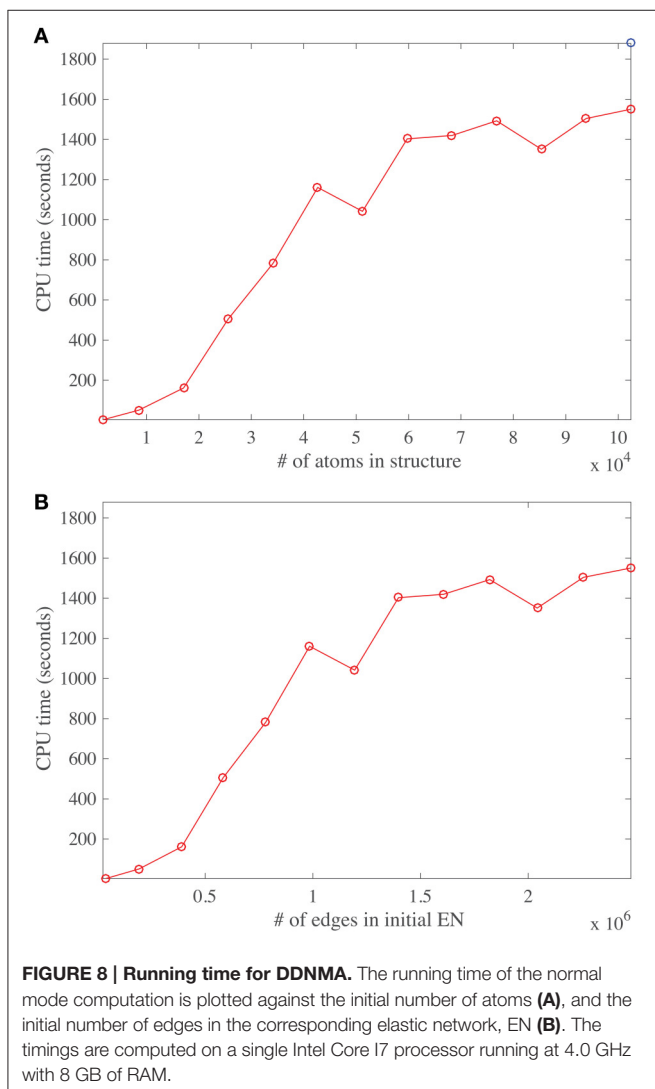 A
1800
1600
1400
1200
1000
800
600
400
200
CPU time (seconds)
1 2 3 4 5 6 7 8 9 10
# of atoms in structure
x 10^4
B
1800
1600
1400
1200
1000
800
600
400
200
CPU time (seconds)
0.5 1 1.5 2
# of edges in initial EN
x 10^6
FIGURE 8 | Running time for DDNMA. The running time of the normal
mode computation is plotted against the initial number of atoms (A), and the
initial number of edges in the corresponding elastic network, EN (B). The
timings are computed on a single Intel Core I7 processor running at 4.0 GHz
with 8 GB of RAM.